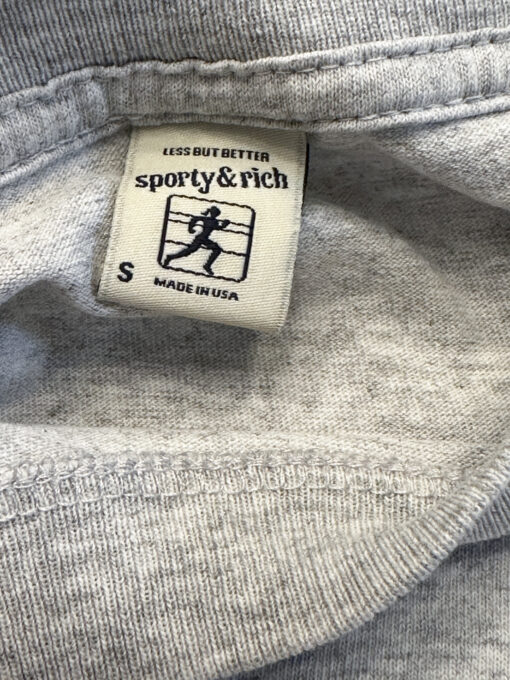 LESS BUT BETTER
sporty & rich
S
MADE IN USA